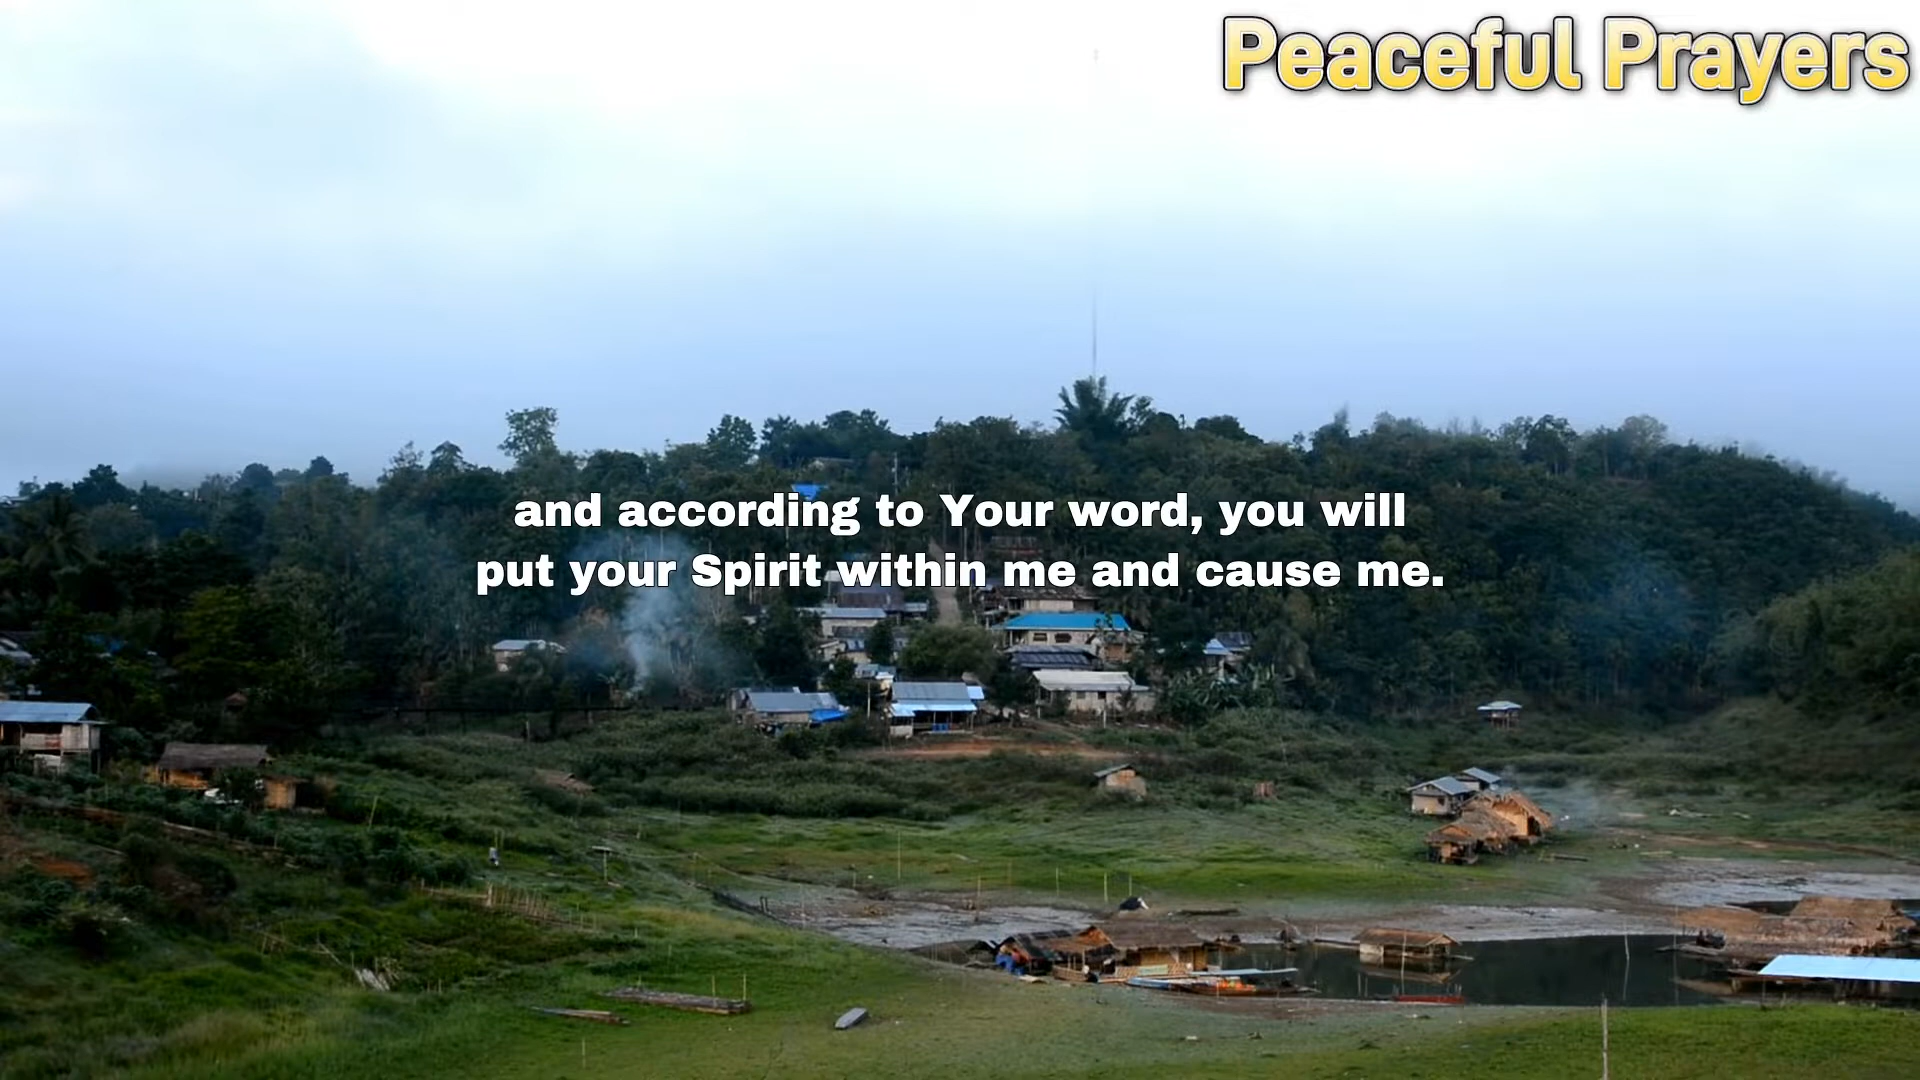 Peaceful Prayers
and according to Your word, you will
put your Spirit within me and cause me.